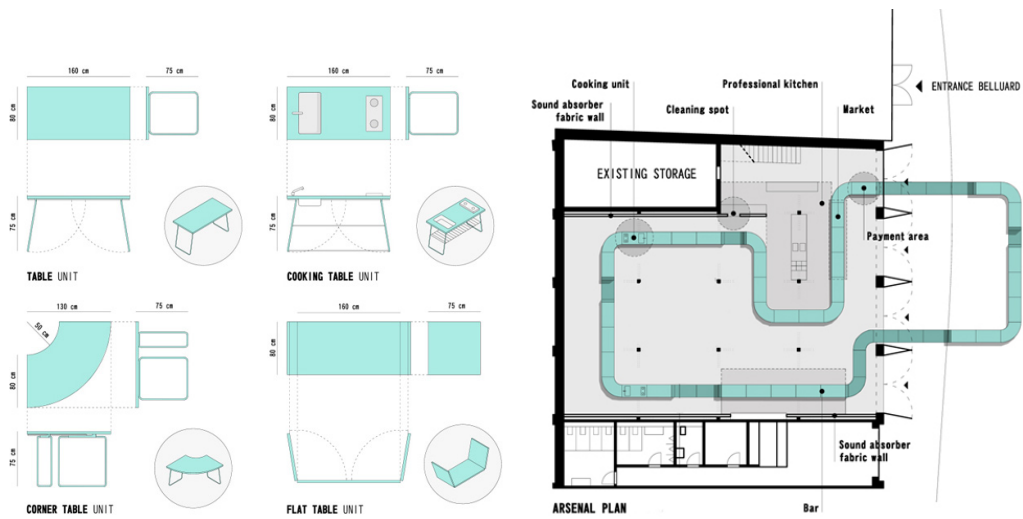 160 cm
75 cm
80 cm
75 cm
TABLE UNIT
160 cm
75 cm
80 cm
75 cm
COOKING TABLE UNIT
130 cm
75 cm
50 cm
80 cm
75 cm
CORNER TABLE UNIT
160 cm
75 cm
80 cm
FLAT TABLE UNIT
Cooking unit
Professional kitchen
ENTRANCE BELLUARD
Sound absorber
fabric wall
Cleaning spot
Market
EXISTING STORAGE
Payment area
Sound absorber
fabric wall
ARSENAL PLAN
Bar